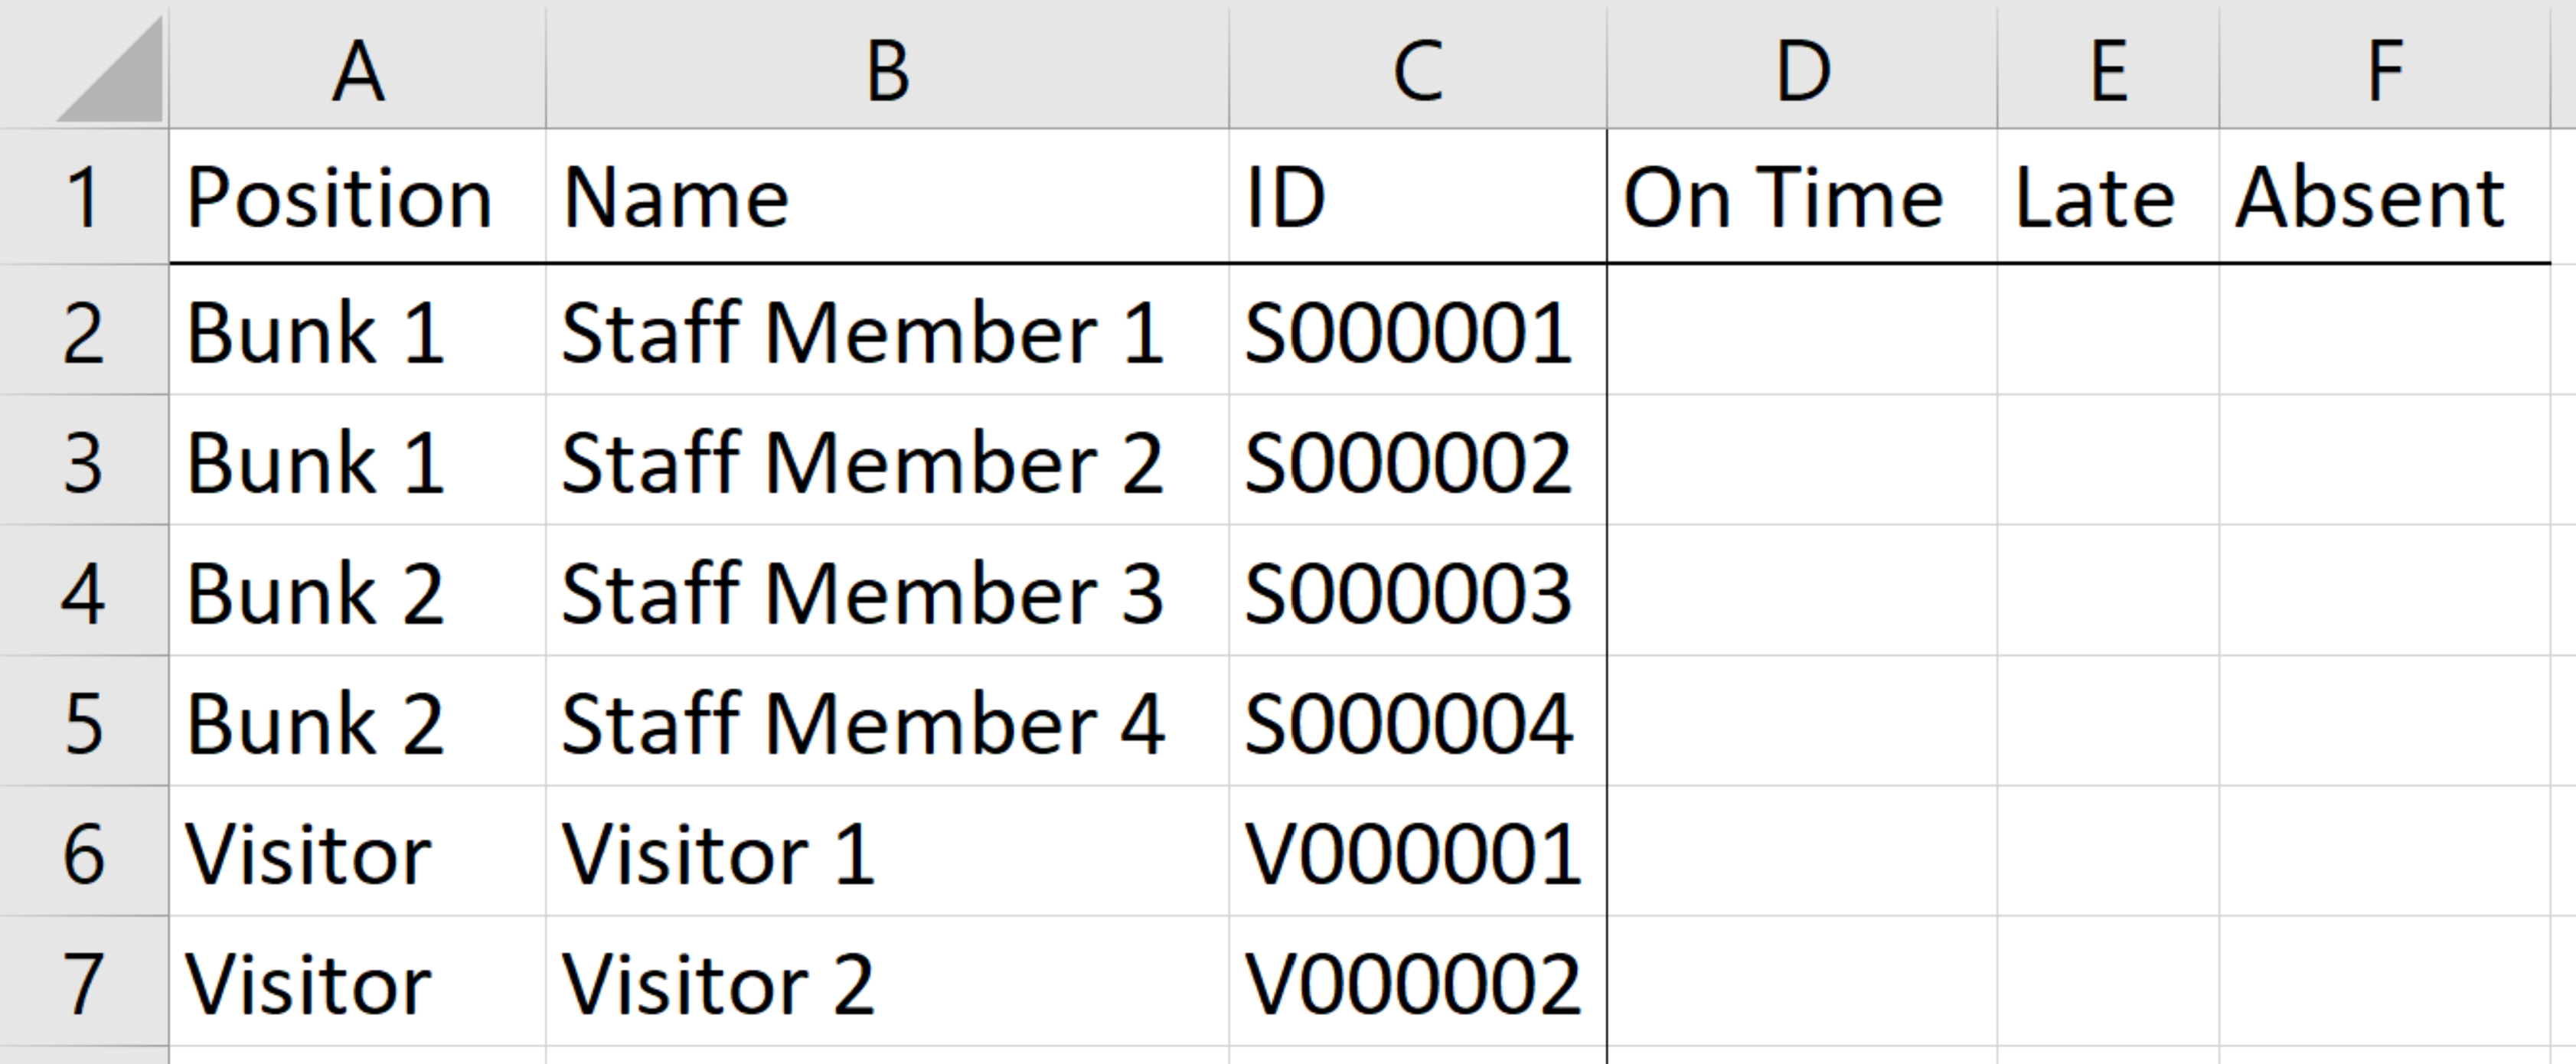 A B C D E F
1 Position Name ID On Time Late Absent
2 Bunk 1 Staff Member 1 S000001
3 Bunk 1 Staff Member 2 S000002
4 Bunk 2 Staff Member 3 S000003
5 Bunk 2 Staff Member 4 S000004
6 Visitor Visitor 1 V000001
7 Visitor Visitor 2 V000002